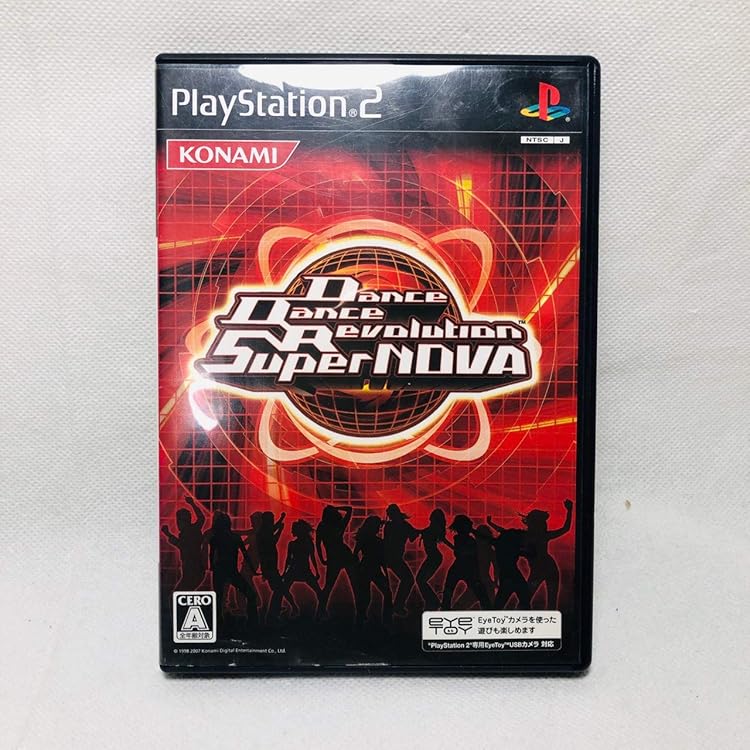 PlayStation®2
NTSC J
KONAMI
Dance
Dance
Revolution™
SuperNOVA
CERO
A
全年齢対象
EYE
TOY
EyeToy™カメラを使った
遊びも楽しめます
"PlayStation 2"専用EyeToy™USBカメラ 対応
© 1998 2007 Konami Digital Entertainment Co., Ltd.